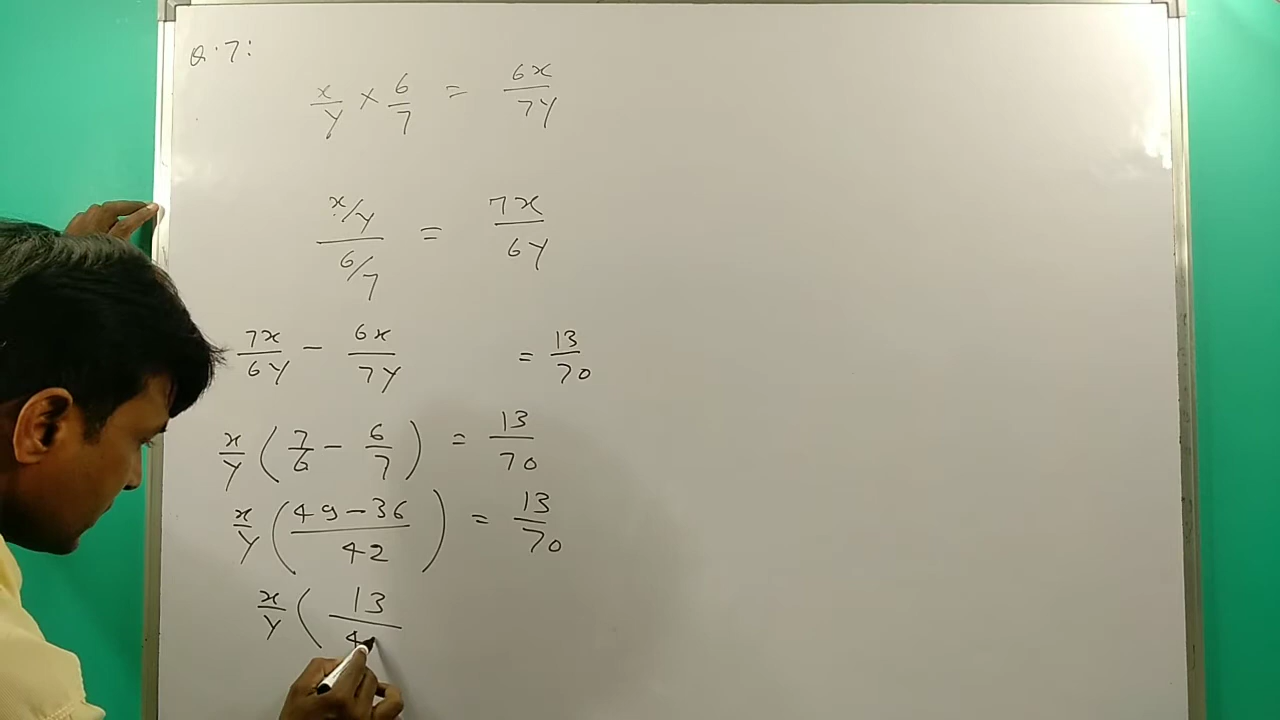 Q.7:
x/y × 6/7 = 6x/7y
(x/y)/(6/7) = 7x/6y
7x/6y - 6x/7y = 13/70
x/y (7/6 - 6/7) = 13/70
x/y (49-36/42) = 13/70
x/y ( 13/4